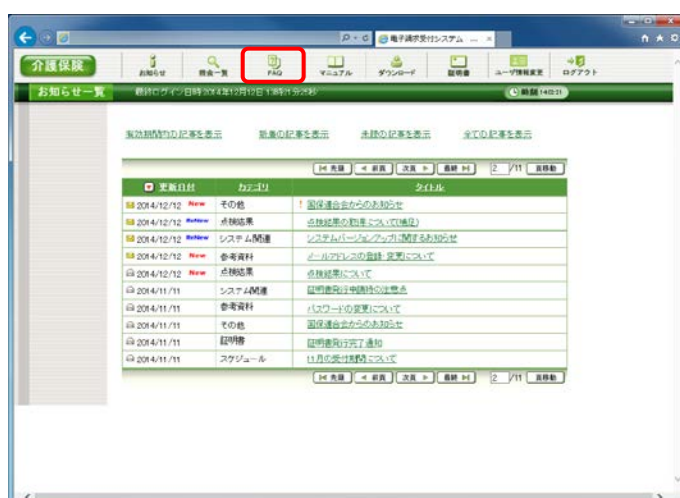 電子請求受付システム ...
介護保険
お知らせ 照会一覧 FAQ マニュアル ダウンロード 証明書 ユーザ情報変更 ログアウト
お知らせ一覧 最終ログイン日時 2014年12月12日 13時01分25秒
有効期間内の記事を表示 新着の記事を表示 未読の記事を表示 全ての記事を表示
先頭 前頁 次頁 最終 2 /11 頁移動
更新日付 カテゴリ タイトル
2014/12/12 New その他 ! 国保連合会からのお知らせ
2014/12/12 ReNew 点検結果 点検結果の効率について(補足)
2014/12/12 ReNew システム関連 システムバージョンアップに関するお知らせ
2014/12/12 New 参考資料 メールアドレスの登録・変更について
2014/12/12 New 点検結果 点検結果について
2014/11/11 システム関連 証明書発行申請時の注意点
2014/11/11 参考資料 パスワードの変更について
2014/11/11 その他 国保連合会からのお知らせ
2014/11/11 証明書 証明書発行完了通知
2014/11/11 スケジュール 11月の受付期間について
先頭 前頁 次頁 最終 2 /11 頁移動